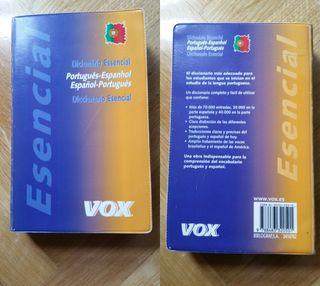 Esencial
Dicionário Essencial
Português-Espanhol
Español-Portugués
Diccionario Esencial
VOX
Esencial
Dicionário Essencial
Português-Espanhol
Español-Portugués
Diccionario Esencial
El diccionario más adecuado para
los estudiantes que se inician en el
estudio de la lengua portuguesa.
Un diccionario completo y fácil de utilizar
que contiene:
• Más de 70.000 entradas, 30.000 en la
parte española y 40.000 en la parte
portuguesa.
• Clara distinción de las diferentes
acepciones.
• Traducciones claras y precisas del
portugués y español de hoy.
• Amplio tratamiento de las voces
brasileñas y el español de América.
Una obra indispensable para la
comprensión del vocabulario
portugués y español.
www.vox.es
BIBLOGRAF,S.A.
VOX